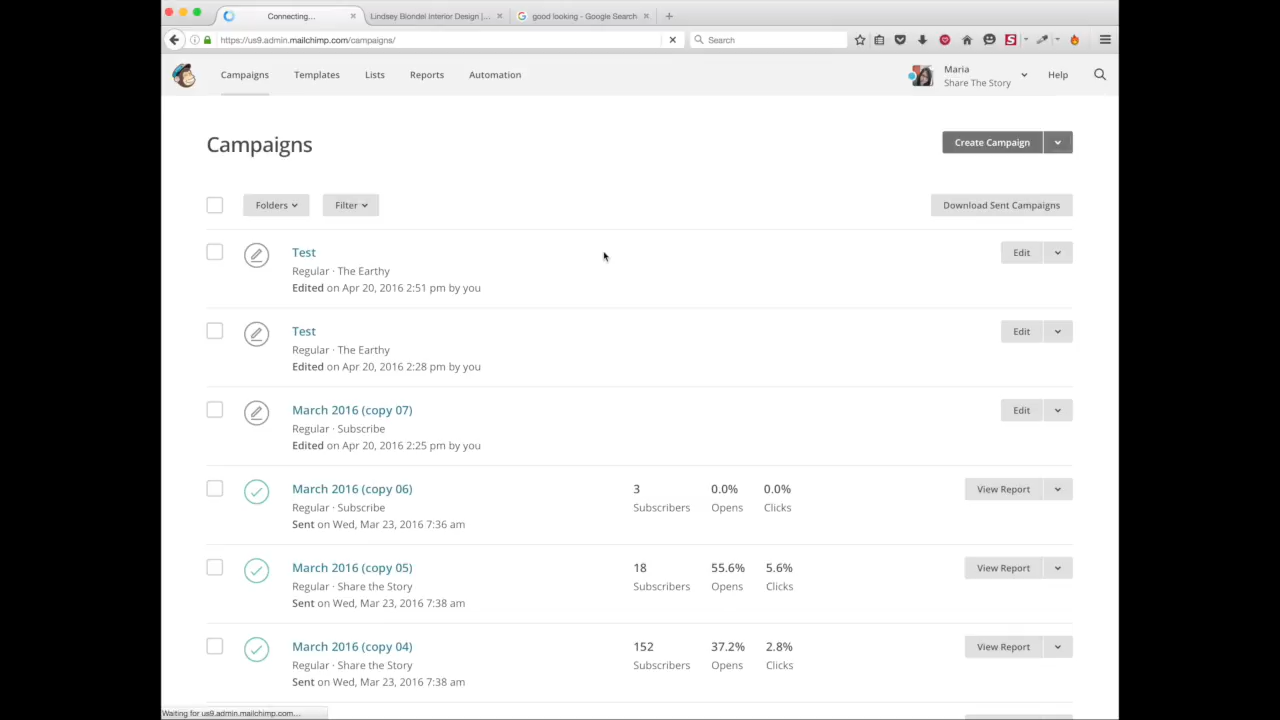 Connecting...
Lindsey Blondel Interior Design |...
good looking - Google Search
https://us9.admin.mailchimp.com/campaigns/
Search
Campaigns
Templates
Lists
Reports
Automation
Maria
Share The Story
Help
Campaigns
Create Campaign
Folders
Filter
Download Sent Campaigns
Test
Regular · The Earthy
Edited on Apr 20, 2016 2:51 pm by you
Edit
Test
Regular · The Earthy
Edited on Apr 20, 2016 2:28 pm by you
Edit
March 2016 (copy 07)
Regular · Subscribe
Edited on Apr 20, 2016 2:25 pm by you
Edit
March 2016 (copy 06)
Regular · Subscribe
Sent on Wed, Mar 23, 2016 7:36 am
3 0.0% 0.0%
Subscribers Opens Clicks
View Report
March 2016 (copy 05)
Regular · Share the Story
Sent on Wed, Mar 23, 2016 7:38 am
18 55.6% 5.6%
Subscribers Opens Clicks
View Report
March 2016 (copy 04)
Regular · Share the Story
Sent on Wed, Mar 23, 2016 7:38 am
152 37.2% 2.8%
Subscribers Opens Clicks
View Report
Waiting for us9.admin.mailchimp.com...